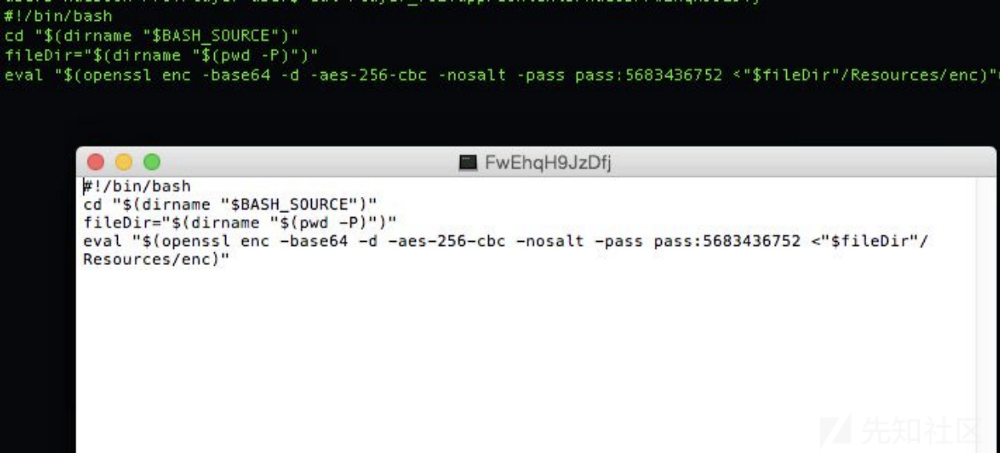 #!/bin/bash
cd "$(dirname "$BASH_SOURCE")"
fileDir="$(dirname "$(pwd -P)")"
eval "$(openssl enc -base64 -d -aes-256-cbc -nosalt -pass pass:5683436752 <"$fileDir"/Resources/enc)"
FwEhqH9JzDfj
#!/bin/bash
cd "$(dirname "$BASH_SOURCE")"
fileDir="$(dirname "$(pwd -P)")"
eval "$(openssl enc -base64 -d -aes-256-cbc -nosalt -pass pass:5683436752 <"$fileDir"/
Resources/enc)"
先知社区